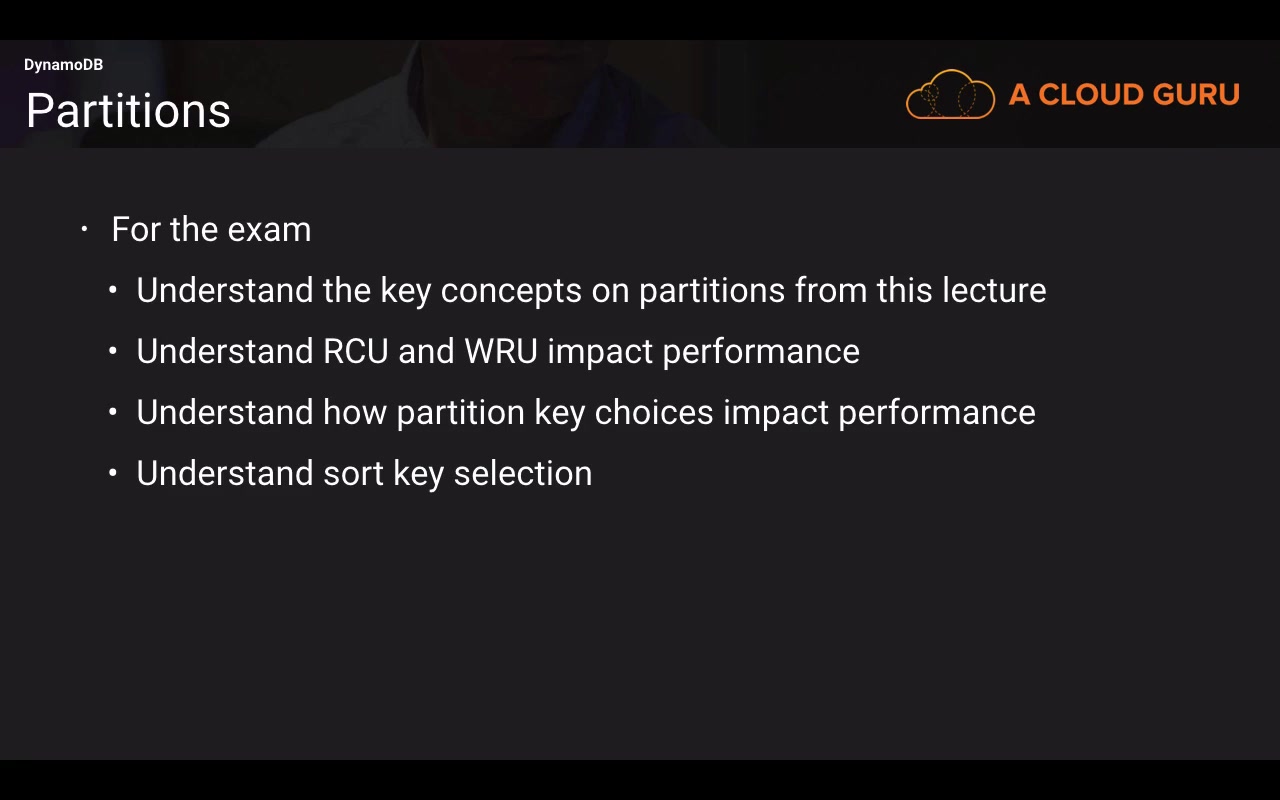 DynamoDB
Partitions
A CLOUD GURU
• For the exam
• Understand the key concepts on partitions from this lecture
• Understand RCU and WRU impact performance
• Understand how partition key choices impact performance
• Understand sort key selection